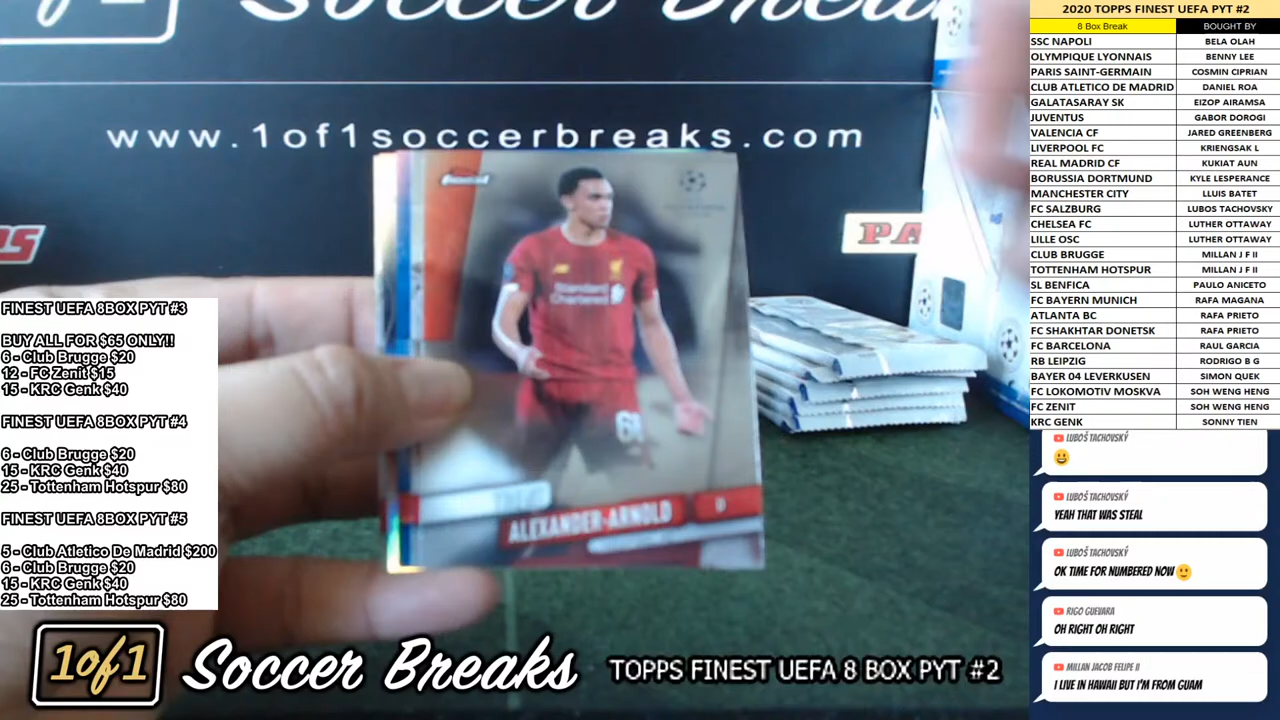 1 of 1 Soccer Breaks
www.1of1soccerbreaks.com
PA
FINEST
Standard
Chartered
66
ALEXANDER-ARNOLD D
FINEST UEFA 8BOX PYT #3
BUY ALL FOR $65 ONLY!!
6 - Club Brugge $20
12 - FC Zenit $15
15 - KRC Genk $40
FINEST UEFA 8BOX PYT #4
6 - Club Brugge $20
15 - KRC Genk $40
25 - Tottenham Hotspur $80
FINEST UEFA 8BOX PYT #5
5 - Club Atletico De Madrid $200
6 - Club Brugge $20
15 - KRC Genk $40
25 - Tottenham Hotspur $80
1of1 Soccer Breaks
TOPPS FINEST UEFA 8 BOX PYT #2
2020 TOPPS FINEST UEFA PYT #2
8 Box Break BOUGHT BY
SSC NAPOLI BELA OLAH
OLYMPIQUE LYONNAIS BENNY LEE
PARIS SAINT-GERMAIN COSMIN CIPRIAN
CLUB ATLETICO DE MADRID DANIEL ROA
GALATASARAY SK EIZOP AIRAMSA
JUVENTUS GABOR DOROGI
VALENCIA CF JARED GREENBERG
LIVERPOOL FC KRIENGSAK L
REAL MADRID CF KUKIAT AUN
BORUSSIA DORTMUND KYLE LESPERANCE
MANCHESTER CITY LLUIS BATET
FC SALZBURG LUBOS TACHOVSKY
CHELSEA FC LUTHER OTTAWAY
LILLE OSC LUTHER OTTAWAY
CLUB BRUGGE MILLAN J F II
TOTTENHAM HOTSPUR MILLAN J F II
SL BENFICA PAULO ANICETO
FC BAYERN MUNICH RAFA MAGANA
ATLANTA BC RAFA PRIETO
FC SHAKHTAR DONETSK RAFA PRIETO
FC BARCELONA RAUL GARCIA
RB LEIPZIG RODRIGO B G
BAYER 04 LEVERKUSEN SIMON QUEK
FC LOKOMOTIV MOSKVA SOH WENG HENG
FC ZENIT SOH WENG HENG
KRC GENK SONNY TIEN
LUBOŠ TACHOVSKÝ
LUBOŠ TACHOVSKÝ
YEAH THAT WAS STEAL
LUBOŠ TACHOVSKÝ
OK TIME FOR NUMBERED NOW
RIGO GUEVARA
OH RIGHT OH RIGHT
MILLAN JACOB FELIPE II
I LIVE IN HAWAII BUT I'M FROM GUAM